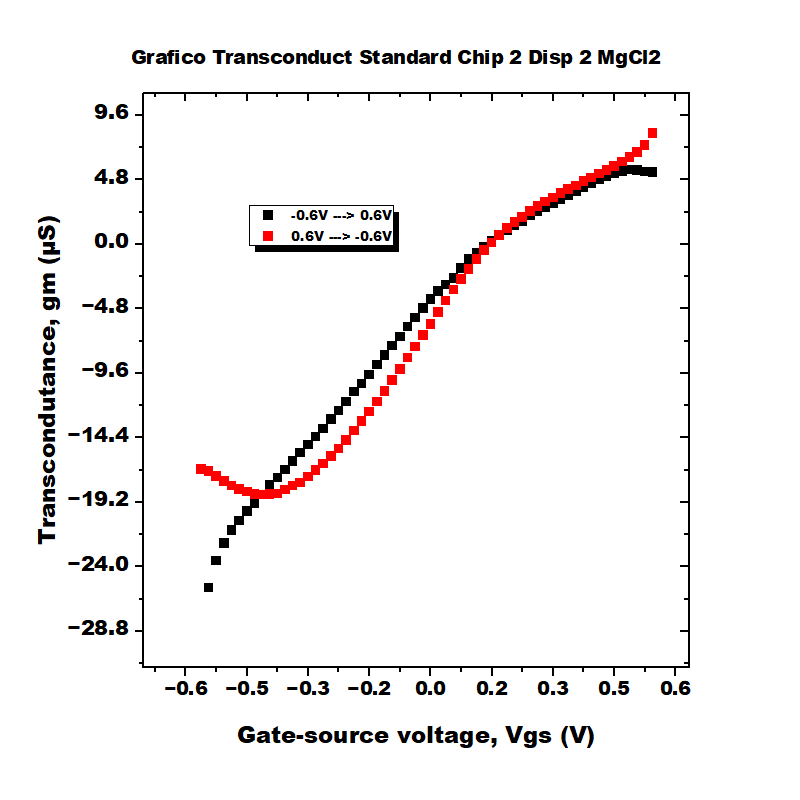 Grafico Transconduct Standard Chip 2 Disp 2 MgCl2
9.6
4.8
0.0
−4.8
−9.6
−14.4
−19.2
−24.0
−28.8
-0.6V ---> 0.6V
0.6V ---> -0.6V
Transcondutance, gm (µS)
−0.6 −0.5 −0.3 −0.2 0.0 0.2 0.3 0.5 0.6
Gate-source voltage, Vgs (V)